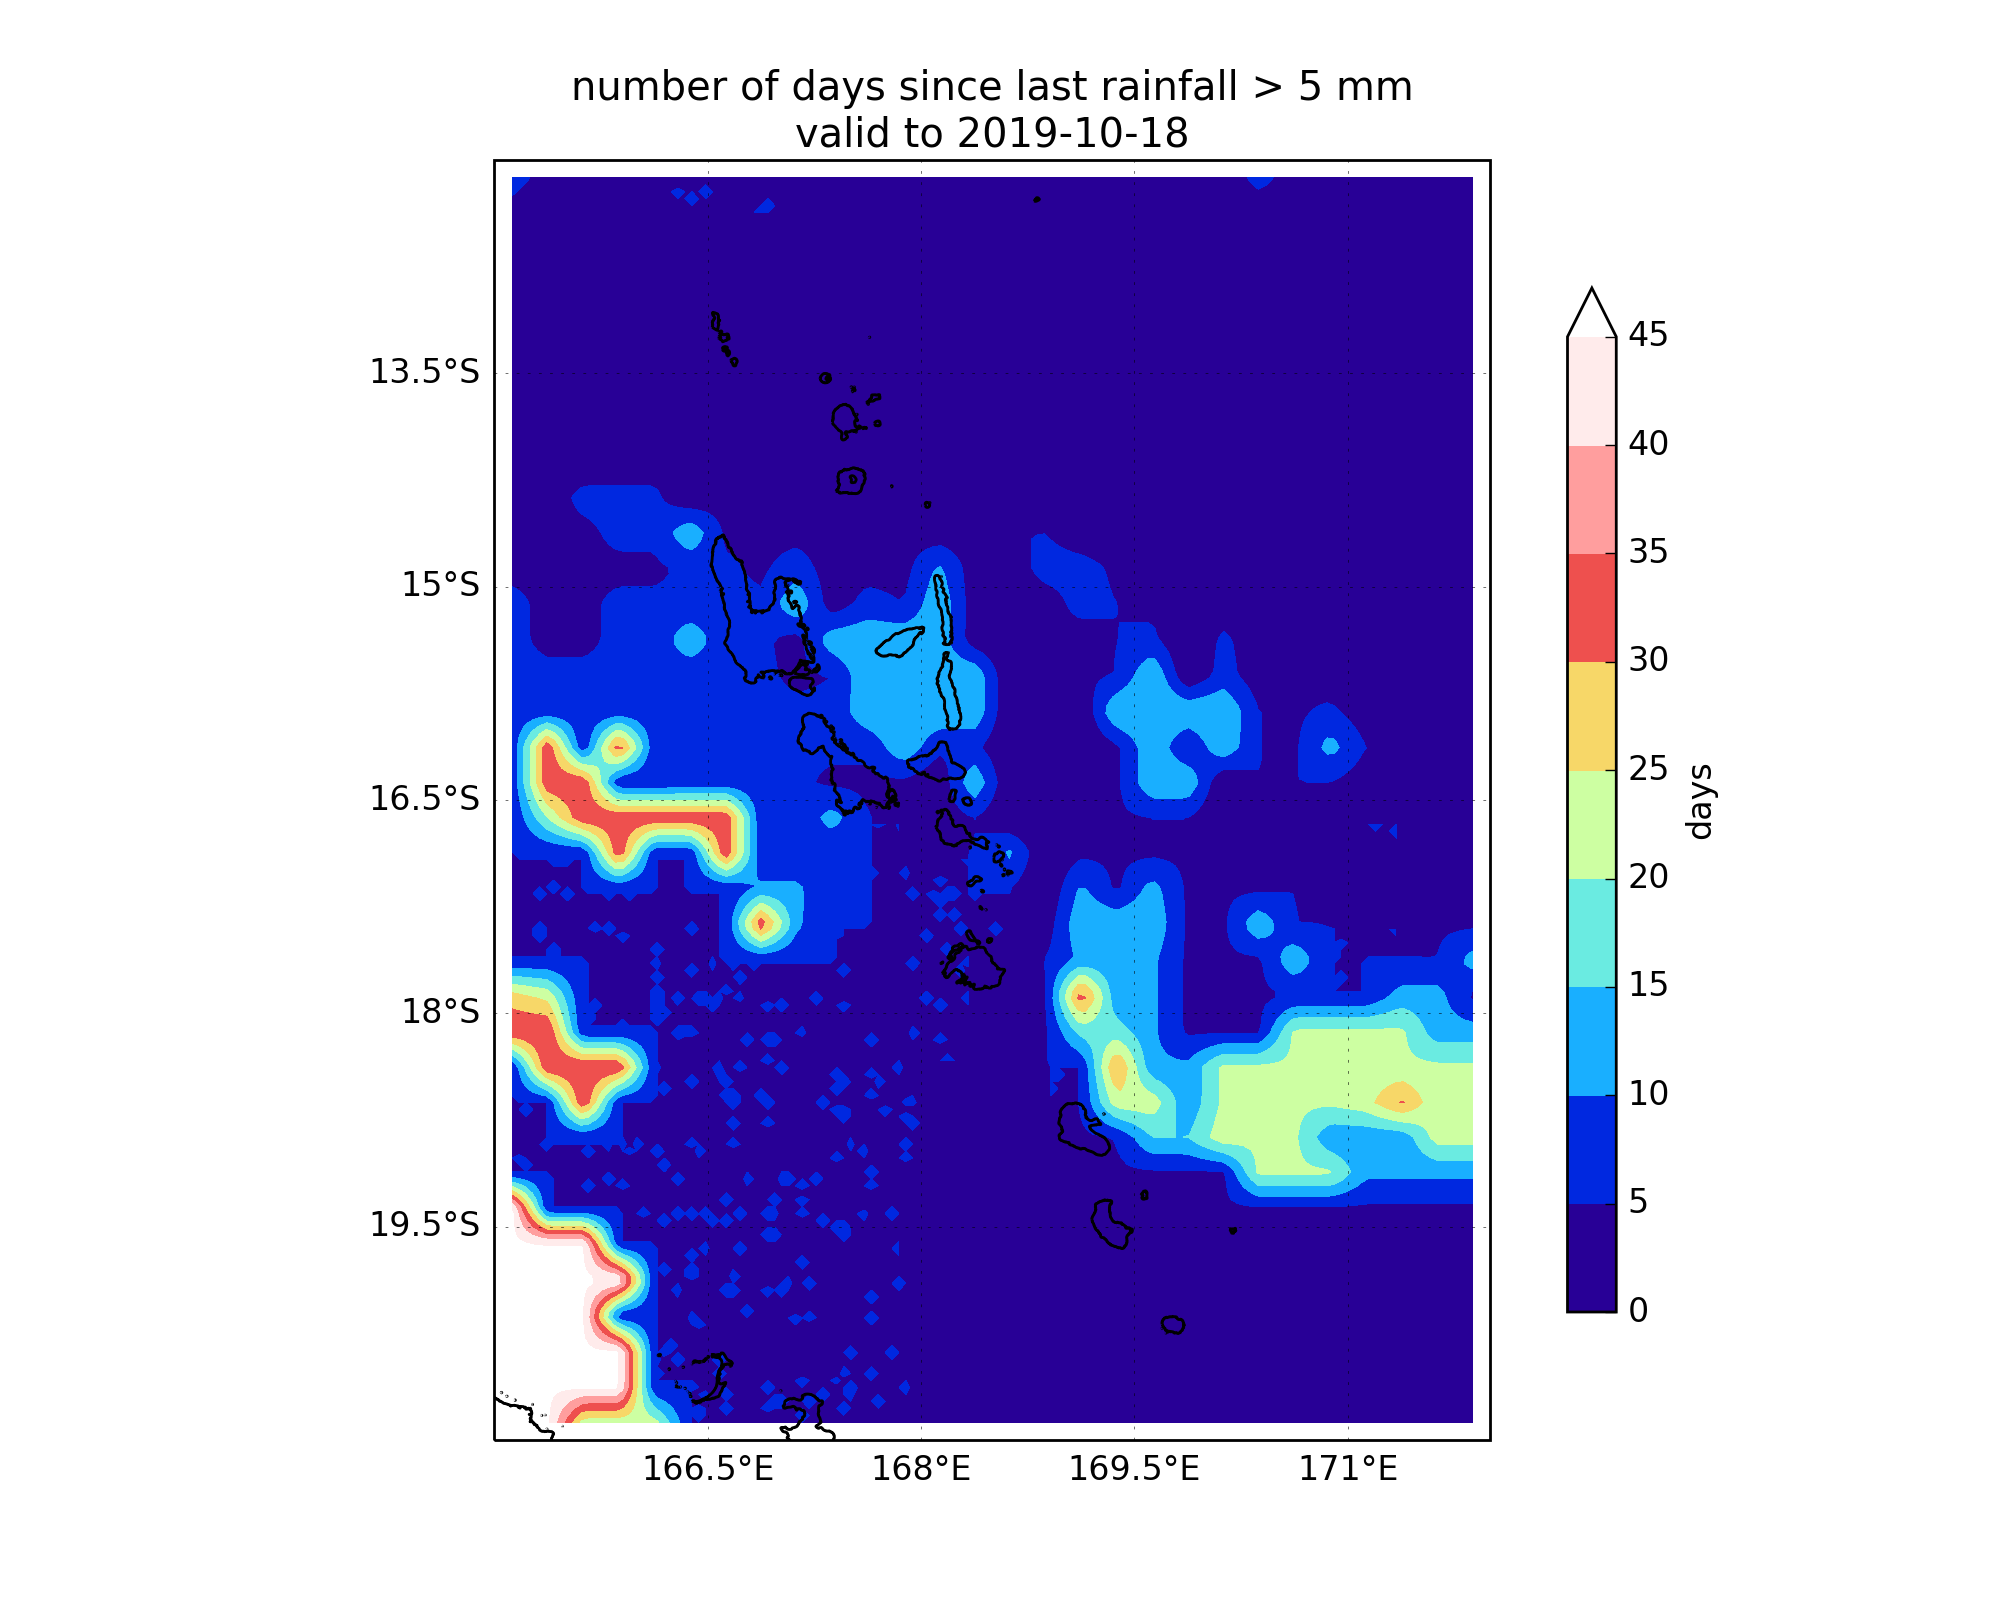 number of days since last rainfall > 5 mm
valid to 2019-10-18
13.5°S
15°S
16.5°S
18°S
19.5°S
166.5°E
168°E
169.5°E
171°E
45
40
35
30
25
20
15
10
5
0
days